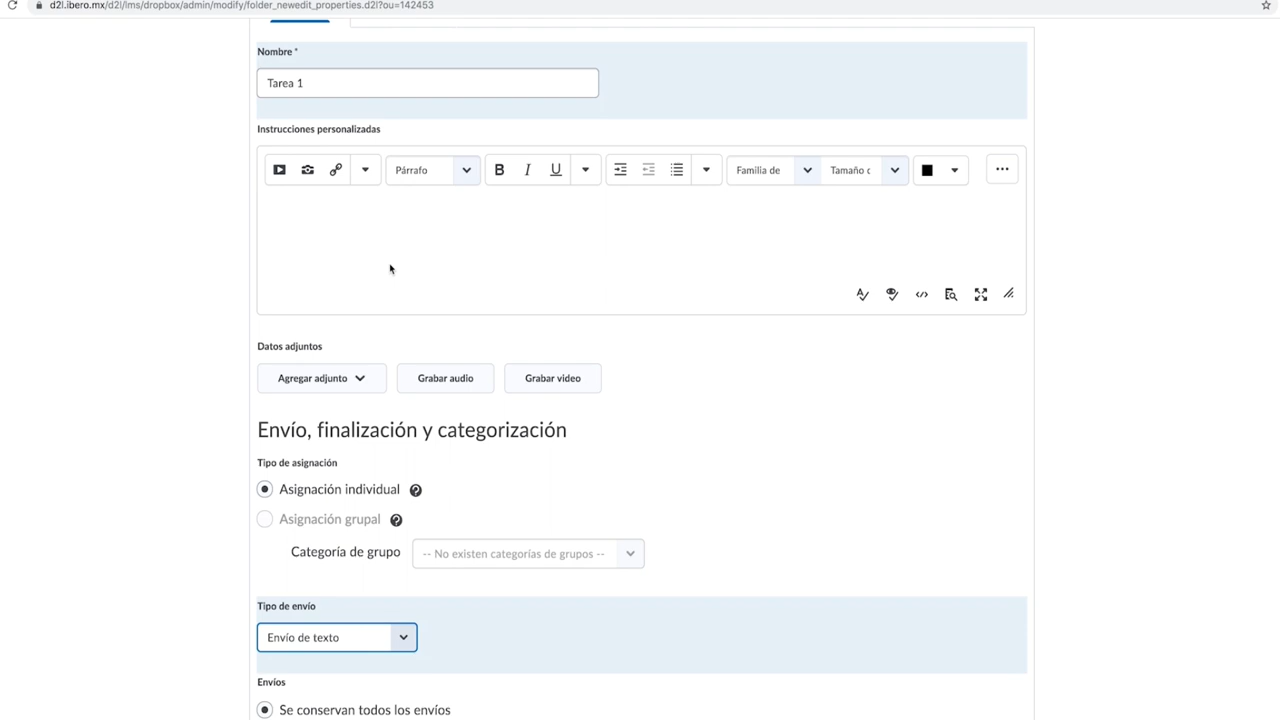 d2l.ibero.mx/d2l/lms/dropbox/admin/modify/folder_newedit_properties.d2l?ou=142453
Nombre *
Tarea 1
Instrucciones personalizadas
Párrafo B I U Familia de Tamaño c
Datos adjuntos
Agregar adjunto Grabar audio Grabar video
Envío, finalización y categorización
Tipo de asignación
Asignación individual
Asignación grupal
Categoría de grupo -- No existen categorías de grupos --
Tipo de envío
Envío de texto
Envíos
Se conservan todos los envíos